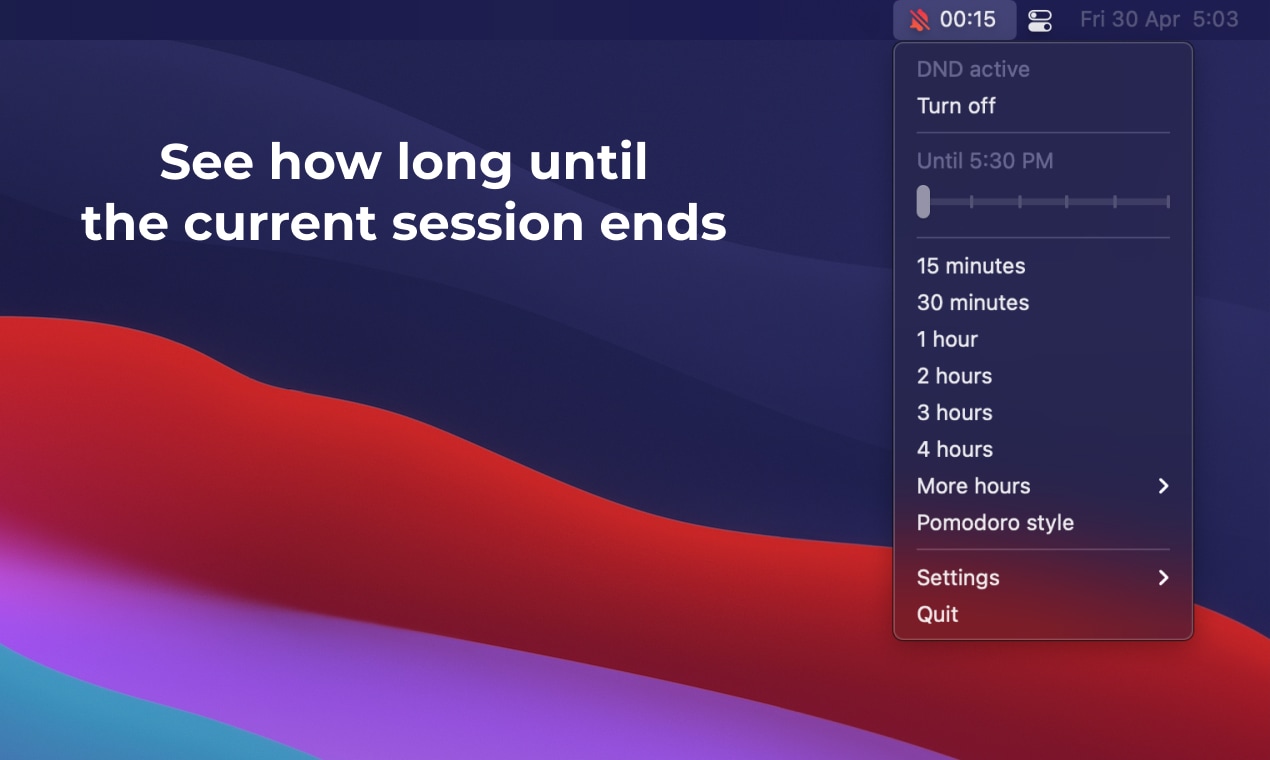 00:15 Fri 30 Apr 5:03
See how long until
the current session ends
DND active
Turn off
Until 5:30 PM
15 minutes
30 minutes
1 hour
2 hours
3 hours
4 hours
More hours
Pomodoro style
Settings
Quit